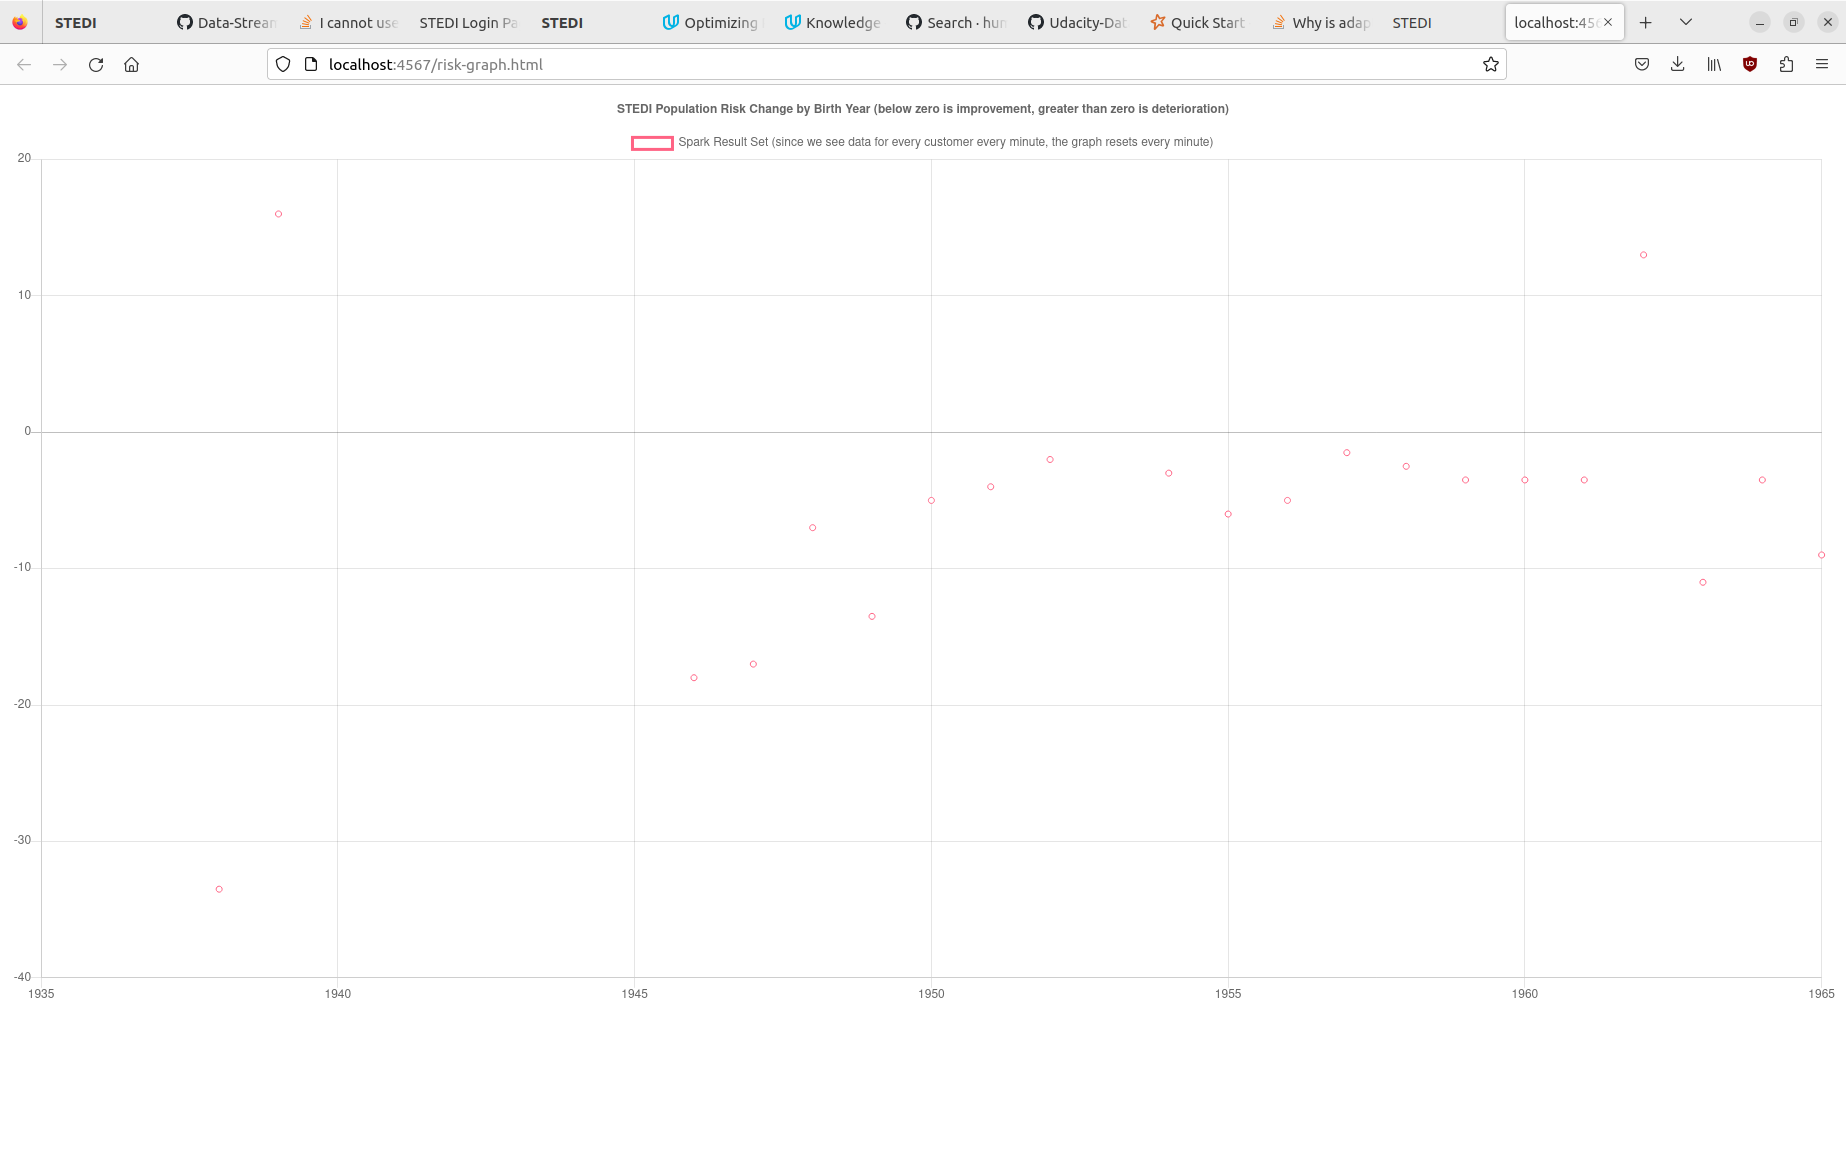 STEDI Data-Strean I cannot use STEDI Login Pa STEDI Optimizing Knowledge Search · hun Udacity-Dat Quick Start Why is adap STEDI localhost:456
localhost:4567/risk-graph.html
STEDI Population Risk Change by Birth Year (below zero is improvement, greater than zero is deterioration)
Spark Result Set (since we see data for every customer every minute, the graph resets every minute)
20
10
0
-10
-20
-30
-40
1935 1940 1945 1950 1955 1960 1965